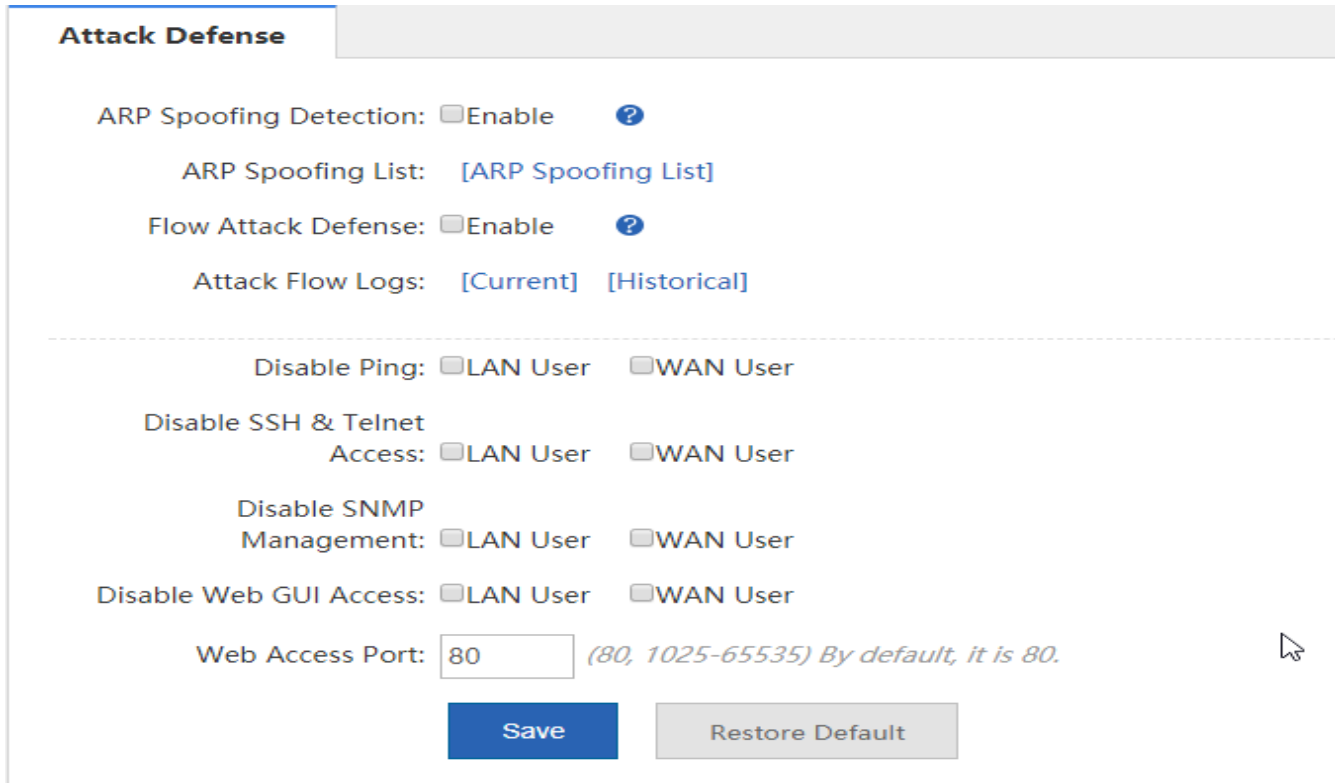 Attack Defense
ARP Spoofing Detection: Enable ?
ARP Spoofing List: [ARP Spoofing List]
Flow Attack Defense: Enable ?
Attack Flow Logs: [Current] [Historical]
Disable Ping: LAN User WAN User
Disable SSH & Telnet
Access: LAN User WAN User
Disable SNMP
Management: LAN User WAN User
Disable Web GUI Access: LAN User WAN User
Web Access Port: 80 (80, 1025-65535) By default, it is 80.
Save Restore Default